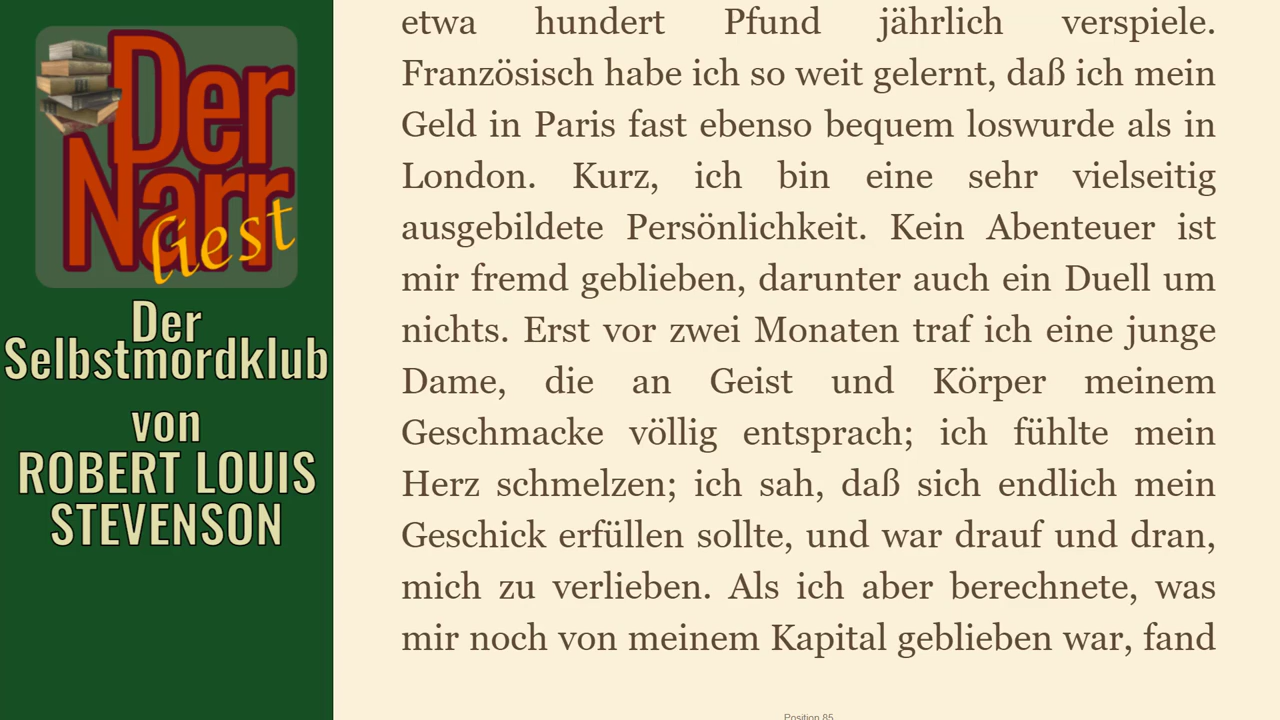 Der
Narr
liest
Der
Selbstmordklub
von
ROBERT LOUIS
STEVENSON
etwa hundert Pfund jährlich verspiele.
Französisch habe ich so weit gelernt, daß ich mein
Geld in Paris fast ebenso bequem loswurde als in
London. Kurz, ich bin eine sehr vielseitig
ausgebildete Persönlichkeit. Kein Abenteuer ist
mir fremd geblieben, darunter auch ein Duell um
nichts. Erst vor zwei Monaten traf ich eine junge
Dame, die an Geist und Körper meinem
Geschmacke völlig entsprach; ich fühlte mein
Herz schmelzen; ich sah, daß sich endlich mein
Geschick erfüllen sollte, und war drauf und dran,
mich zu verlieben. Als ich aber berechnete, was
mir noch von meinem Kapital geblieben war, fand
Position 85